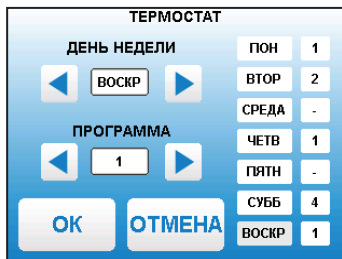 ТЕРМОСТАТ
ДЕНЬ НЕДЕЛИ
ВОСКР
ПРОГРАММА
1
ОК
ОТМЕНА
ПОН 1
ВТОР 2
СРЕДА -
ЧЕТВ 1
ПЯТН -
СУББ 4
ВОСКР 1